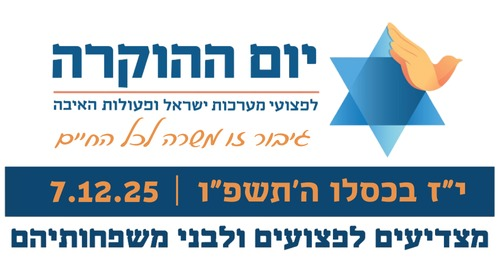 יום ההוקרה
לפצועי מערכות ישראל ופעולות האיבה
גיבור זו משרה לכל החיים
י"ז בכסלו ה'תשפ"ו | 7.12.25
מצדיעים לפצועים ולבני משפחותיהם